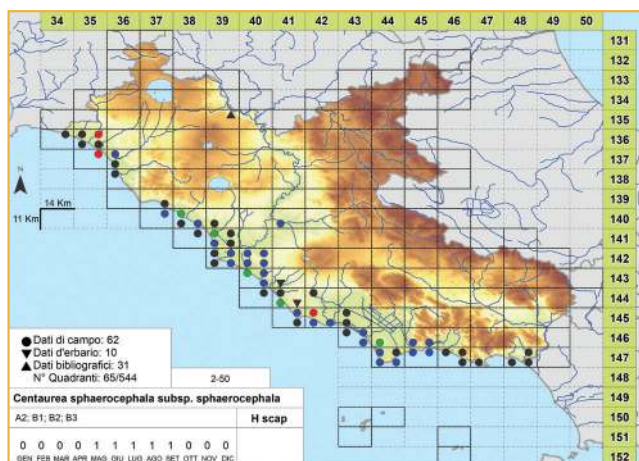 34 35 36 37 38 39 40 41 42 43 44 45 46 47 48 49 50
131
132
133
134
135
136
137
138
139
140
141
142
143
144
145
146
147
148
149
150
151
152
N
14 Km
11 Km
Dati di campo: 62
Dati d'erbario: 10
Dati bibliografici: 31
N° Quadranti: 65/544
2-50
Centaurea sphaerocephala subsp. sphaerocephala
A2; B1; B2; B3 H scap
0 0 0 0 1 1 1 1 1 0 0 0
GEN FEB MAR APR MAG GIU LUG AGO SET OTT NOV DIC